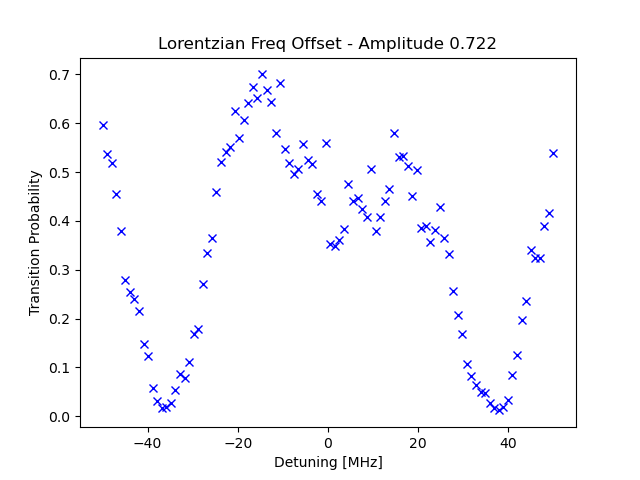 Lorentzian Freq Offset - Amplitude 0.722
Transition Probability
0.7
0.6
0.5
0.4
0.3
0.2
0.1
0.0
−40 −20 0 20 40
Detuning [MHz]